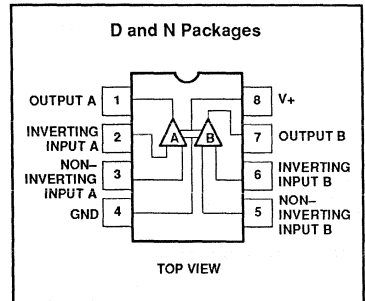 D and N Packages
OUTPUT A 1
INVERTING
INPUT A 2
NON–
INVERTING
INPUT A 3
GND 4
8 V+
7 OUTPUT B
6 INVERTING
INPUT B
5 NON–
INVERTING
INPUT B
A B
TOP VIEW